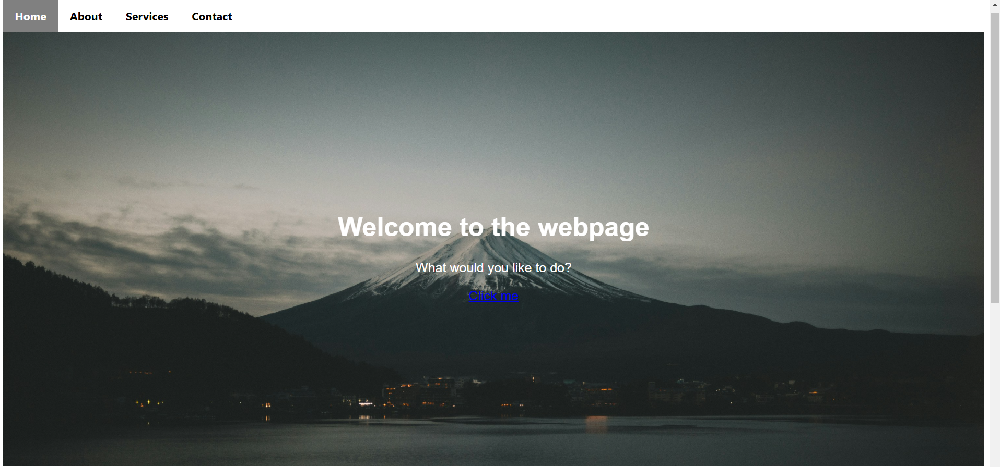 Home About Services Contact
Welcome to the webpage
What would you like to do?
Click me